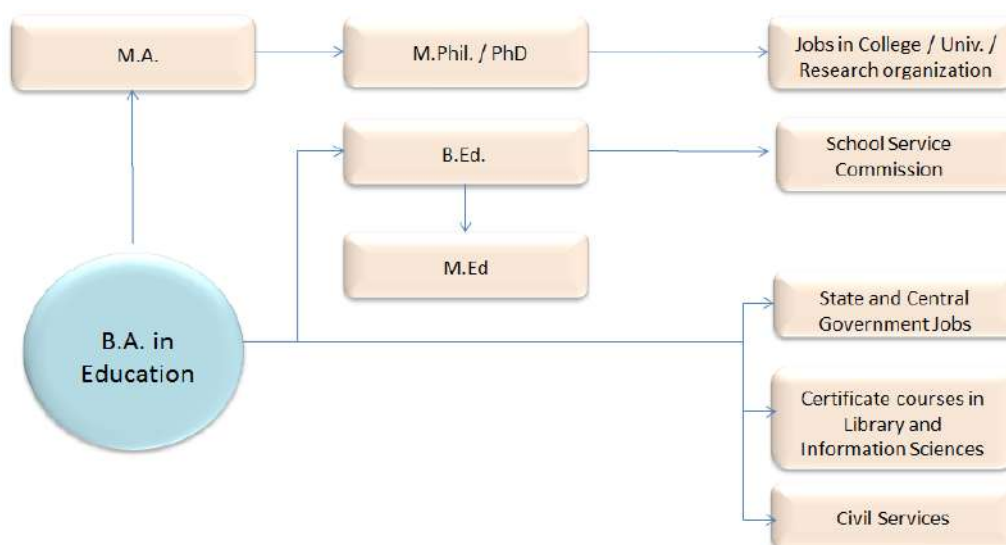 M.A.
M.Phil. / PhD
Jobs in College / Univ. /
Research organization
B.Ed.
School Service
Commission
M.Ed
B.A. in
Education
State and Central
Government Jobs
Certificate courses in
Library and
Information Sciences
Civil Services